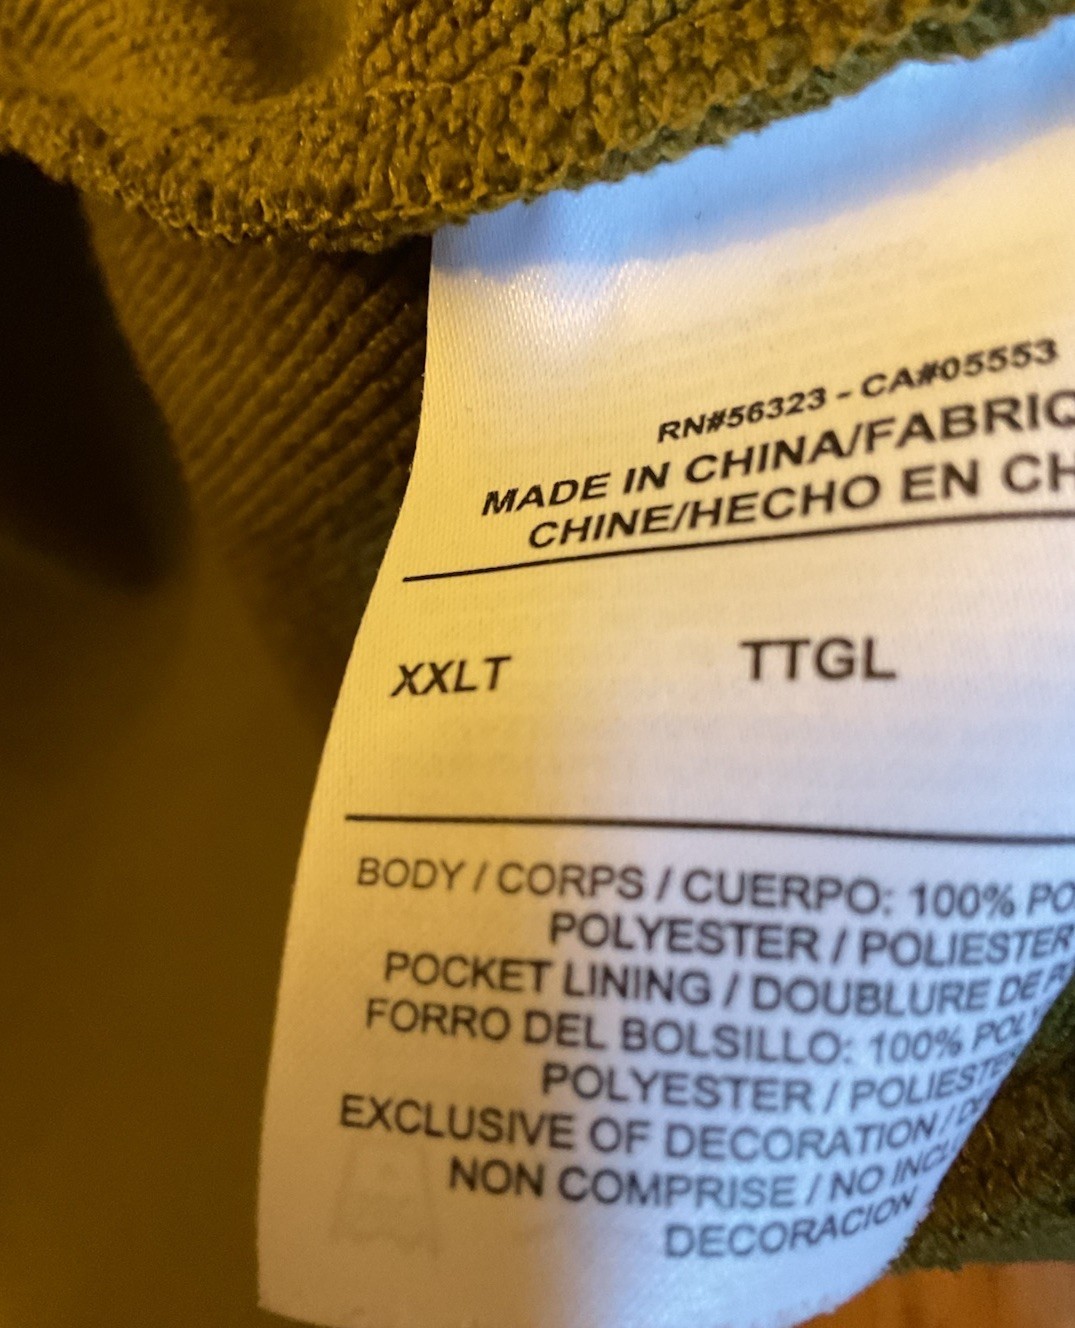 RN#56323 - CA#05553
MADE IN CHINA/FABRIQ
CHINE/HECHO EN CH
XXLT TTGL
BODY / CORPS / CUERPO: 100% PO
POLYESTER / POLIESTER
POCKET LINING / DOUBLURE DE P
FORRO DEL BOLSILLO: 100% POLY
POLYESTER / POLIESTE
EXCLUSIVE OF DECORATION / DÉ
NON COMPRISE / NO INCL
DECORACION